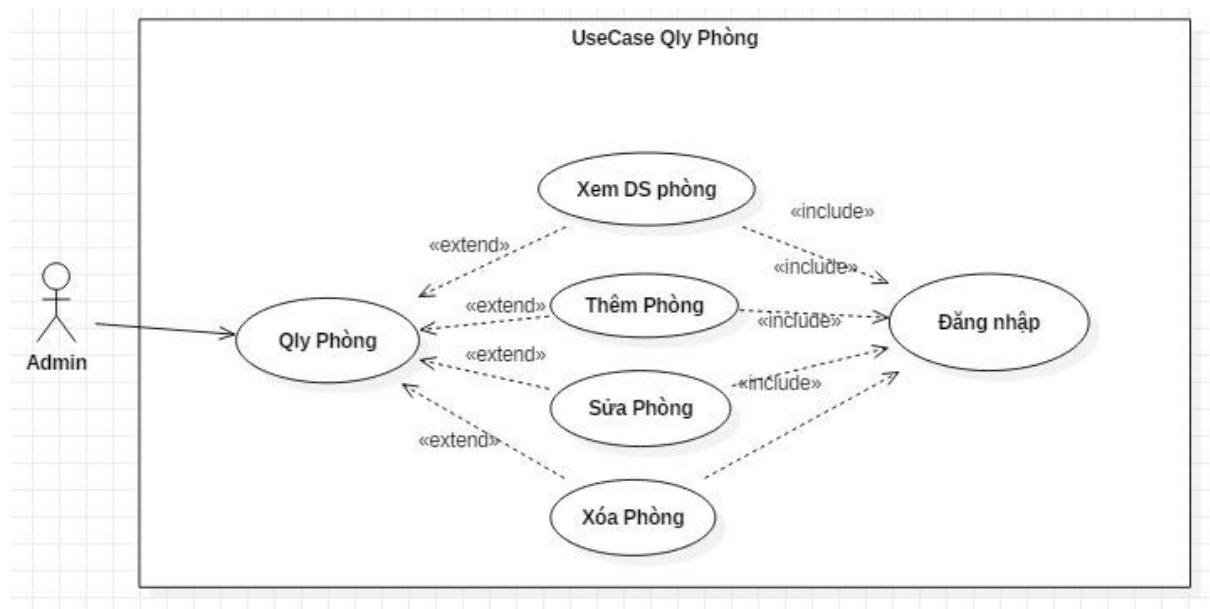 UseCase Qly Phòng
Xem DS phòng
«include»
«extend»
«include»
Thêm Phòng
«extend»
«include»
Đăng nhập
Qly Phòng
«extend»
Admin
«include»
Sửa Phòng
«extend»
Xóa Phòng